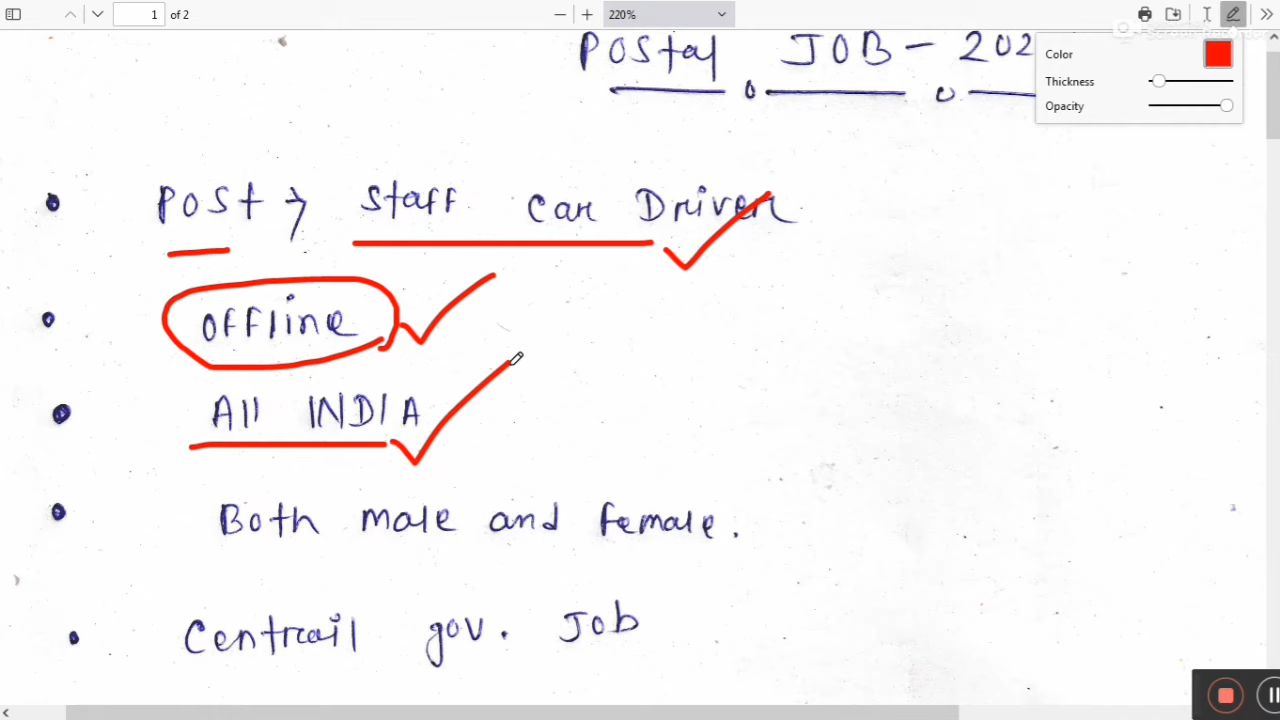 1 of 2 220%
Color
Thickness
Opacity
Postal JOB - 202
Post → Staff Car Driver
Offline
All INDIA
Both male and female.
Centrail gov. Job